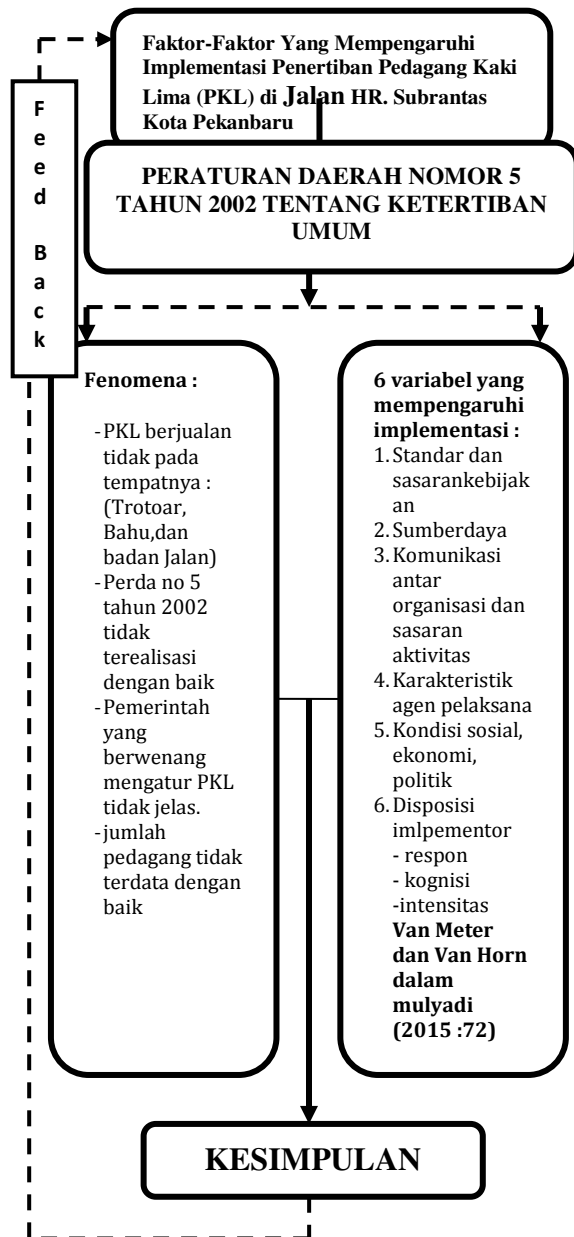 Faktor-Faktor Yang Mempengaruhi
Implementasi Penertiban Pedagang Kaki
Lima (PKL) di Jalan HR. Subrantas
Kota Pekanbaru
Feed Back
PERATURAN DAERAH NOMOR 5
TAHUN 2002 TENTANG KETERTIBAN
UMUM
Fenomena :
-PKL berjualan
tidak pada
tempatnya :
(Trotoar,
Bahu,dan
badan Jalan)
-Perda no 5
tahun 2002
tidak
terealisasi
dengan baik
-Pemerintah
yang
berwenang
mengatur PKL
tidak jelas.
-jumlah
pedagang tidak
terdata dengan
baik
6 variabel yang
mempengaruhi
implementasi :
1. Standar dan
sasarankebijak
an
2. Sumberdaya
3. Komunikasi
antar
organisasi dan
sasaran
aktivitas
4. Karakteristik
agen pelaksana
5. Kondisi sosial,
ekonomi,
politik
6. Disposisi
imlpementor
- respon
- kognisi
-intensitas
Van Meter
dan Van Horn
dalam
mulyadi
(2015 :72)
KESIMPULAN